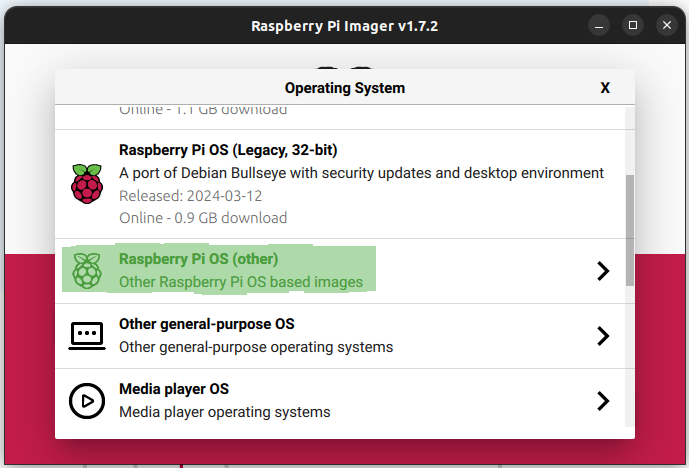 Raspberry Pi Imager v1.7.2
Operating System
X
Online - 1.1 GB download
Raspberry Pi OS (Legacy, 32-bit)
A port of Debian Bullseye with security updates and desktop environment
Released: 2024-03-12
Online - 0.9 GB download
Raspberry Pi OS (other)
Other Raspberry Pi OS based images
Other general-purpose OS
Other general-purpose operating systems
Media player OS
Media player operating systems